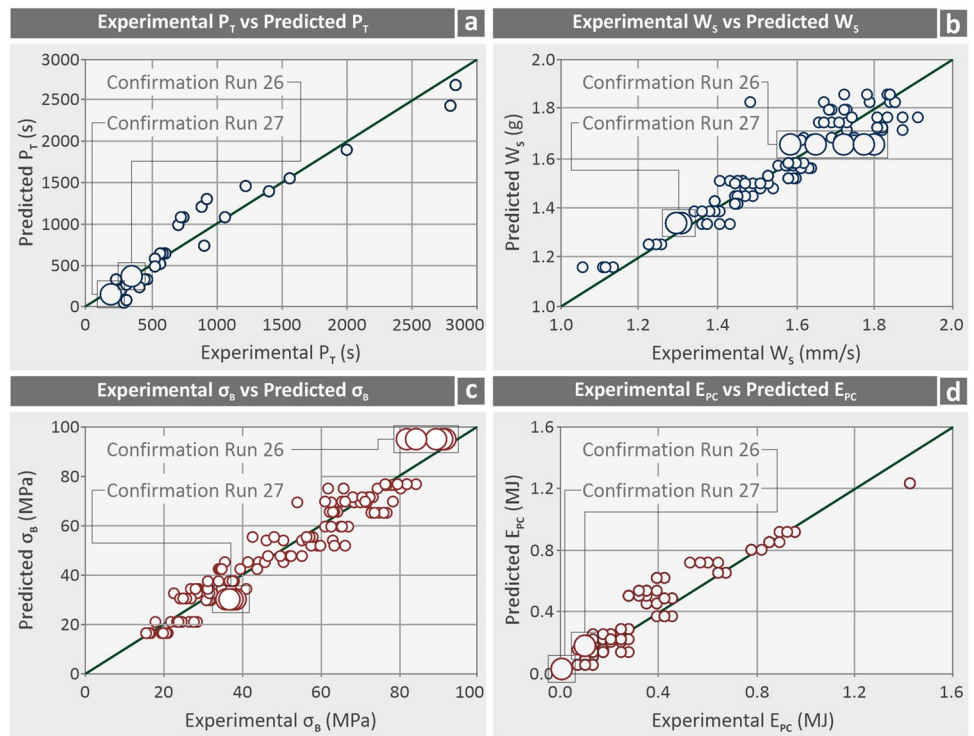 Experimental P_T vs Predicted P_T
a
3000
2500
2000
1500
1000
500
0
Predicted P_T (s)
Confirmation Run 26
Confirmation Run 27
0 500 1000 1500 2000 2500 3000
Experimental P_T (s)
Experimental W_S vs Predicted W_S
b
2.0
1.8
1.6
1.4
1.2
1.0
Predicted W_S (g)
Confirmation Run 26
Confirmation Run 27
1.0 1.2 1.4 1.6 1.8 2.0
Experimental W_S (mm/s)
Experimental σ_B vs Predicted σ_B
c
100
80
60
40
20
0
Predicted σ_B (MPa)
Confirmation Run 26
Confirmation Run 27
0 20 40 60 80 100
Experimental σ_B (MPa)
Experimental E_PC vs Predicted E_PC
d
1.6
1.2
0.8
0.4
0.0
Predicted E_PC (MJ)
Confirmation Run 26
Confirmation Run 27
0.0 0.4 0.8 1.2 1.6
Experimental E_PC (MJ)